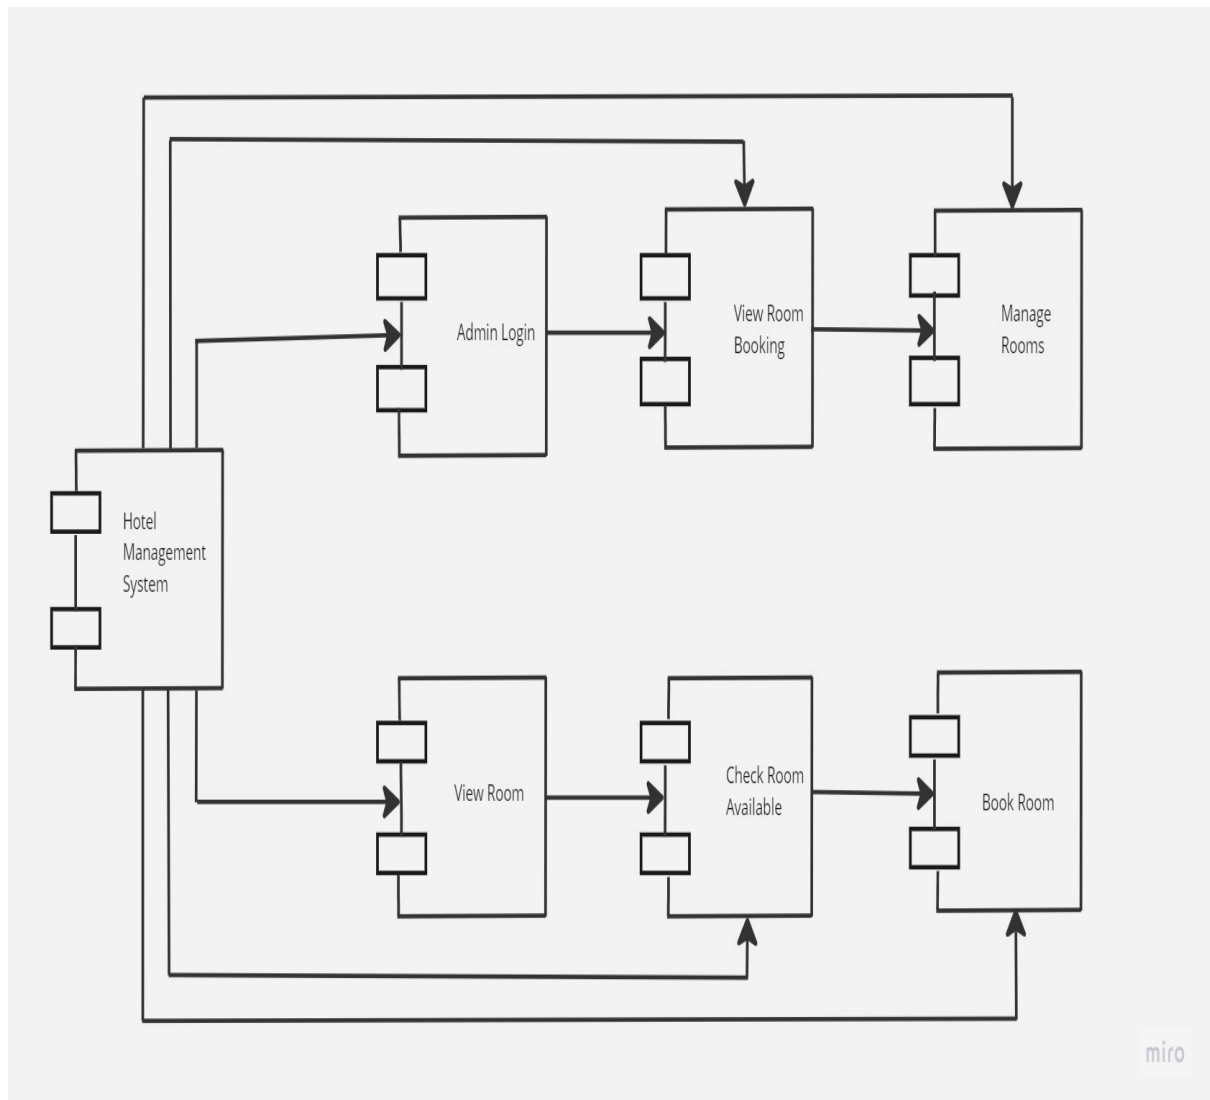 Admin Login
View Room
Booking
Manage
Rooms
Hotel
Management
System
View Room
Check Room
Available
Book Room
miro